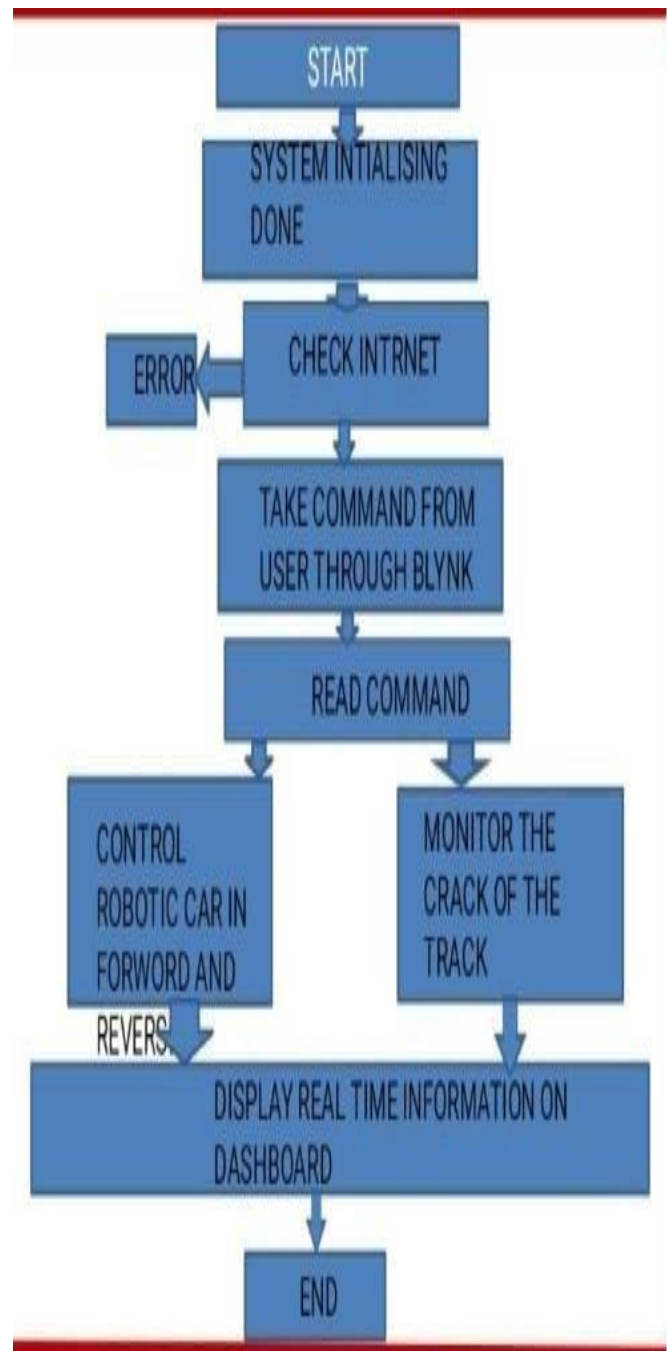 START
SYSTEM INTIALISING
DONE
CHECK INTRNET
ERROR
TAKE COMMAND FROM
USER THROUGH BLYNK
READ COMMAND
CONTROL
ROBOTIC CAR IN
FORWORD AND
MONITOR THE
CRACK OF THE
TRACK
DISPLAY REAL TIME INFORMATION ON
DASHBOARD
END